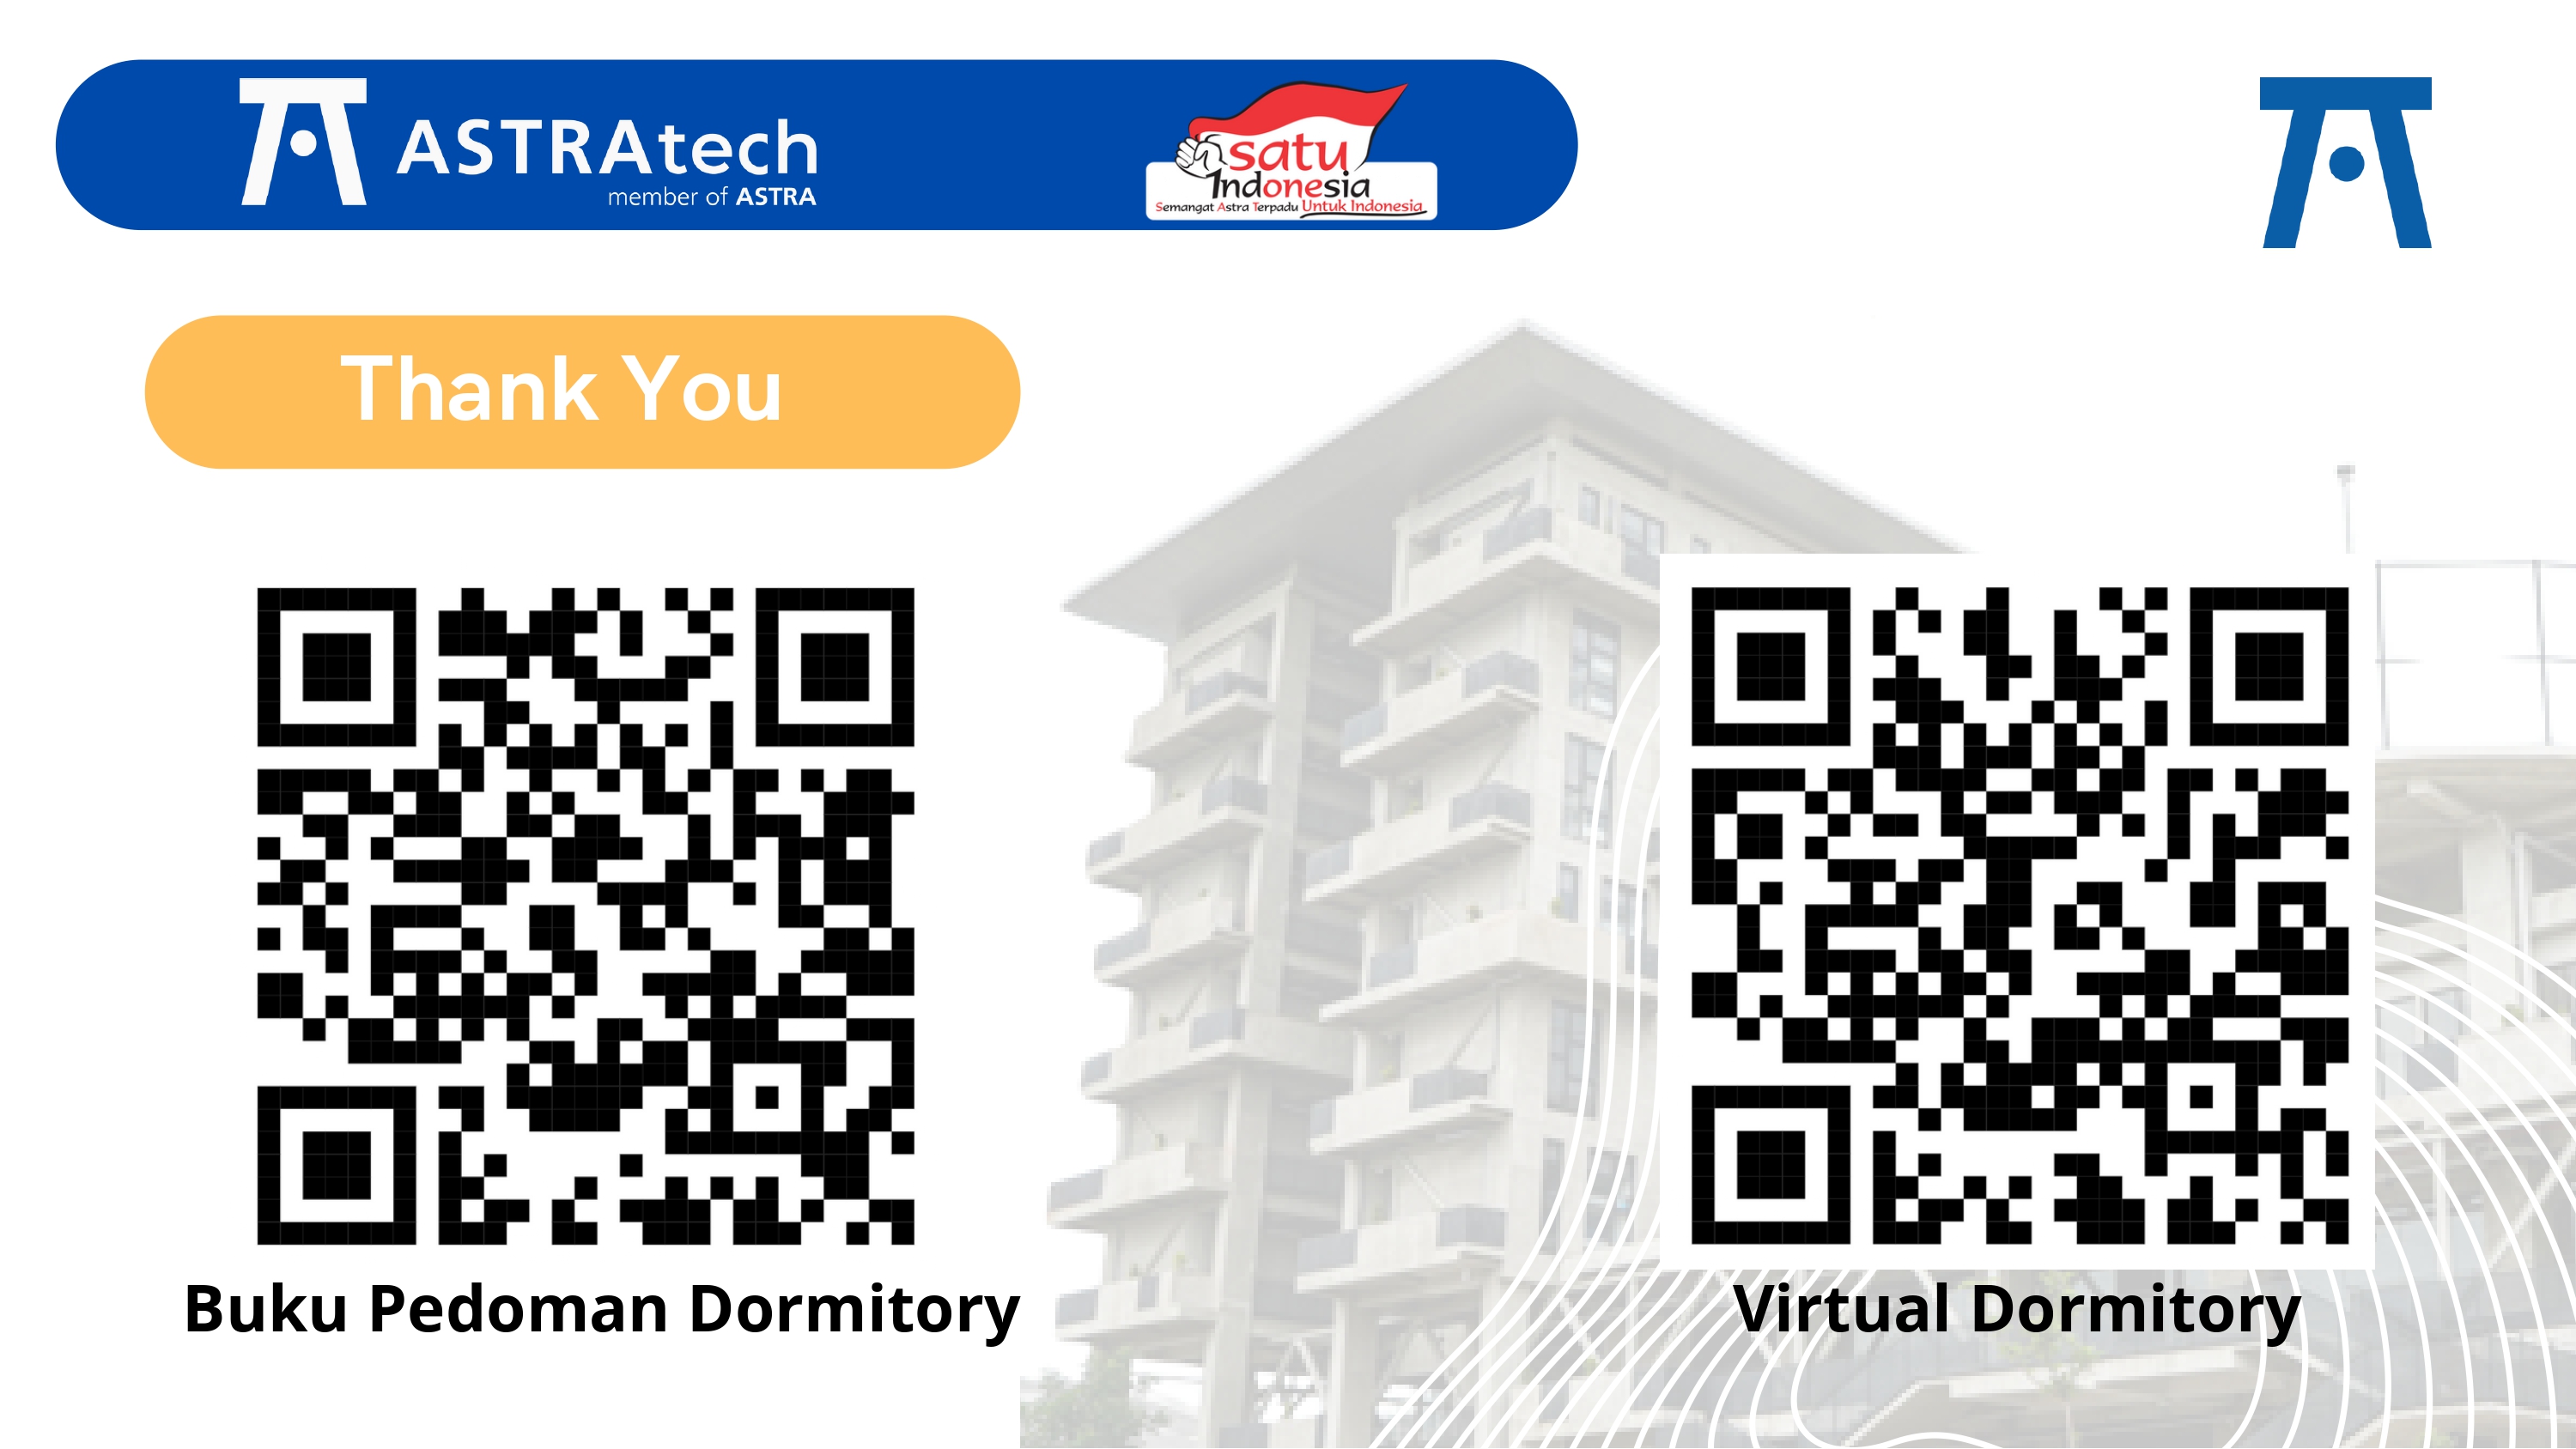 ASTRAtech
member of ASTRA
satu
Indonesia
Semangat Astra Terpadu Untuk Indonesia
Thank You
Buku Pedoman Dormitory
Virtual Dormitory